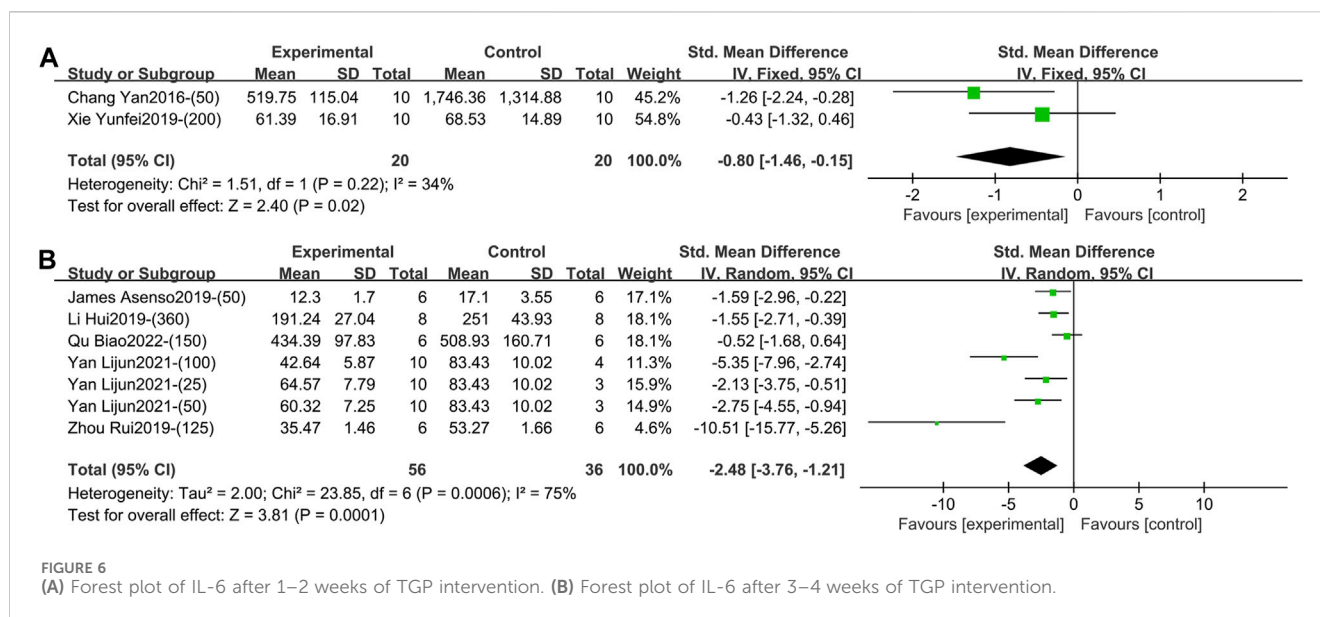 A
Experimental Control Std. Mean Difference Std. Mean Difference
Study or Subgroup Mean SD Total Mean SD Total Weight IV, Fixed, 95% CI IV, Fixed, 95% CI
Chang Yan2016-(50) 519.75 115.04 10 1,746.36 1,314.88 10 45.2% -1.26 [-2.24, -0.28]
Xie Yunfei2019-(200) 61.39 16.91 10 68.53 14.89 10 54.8% -0.43 [-1.32, 0.46]
Total (95% CI) 20 20 100.0% -0.80 [-1.46, -0.15]
Heterogeneity: Chi² = 1.51, df = 1 (P = 0.22); I² = 34%
Test for overall effect: Z = 2.40 (P = 0.02)
-2 -1 0 1 2
Favours [experimental] Favours [control]
B
Experimental Control Std. Mean Difference Std. Mean Difference
Study or Subgroup Mean SD Total Mean SD Total Weight IV, Random, 95% CI IV, Random, 95% CI
James Asenso2019-(50) 12.3 1.7 6 17.1 3.55 6 17.1% -1.59 [-2.96, -0.22]
Li Hui2019-(360) 191.24 27.04 8 251 43.93 8 18.1% -1.55 [-2.71, -0.39]
Qu Biao2022-(150) 434.39 97.83 6 508.93 160.71 6 18.1% -0.52 [-1.68, 0.64]
Yan Lijun2021-(100) 42.64 5.87 10 83.43 10.02 4 11.3% -5.35 [-7.96, -2.74]
Yan Lijun2021-(25) 64.57 7.79 10 83.43 10.02 3 15.9% -2.13 [-3.75, -0.51]
Yan Lijun2021-(50) 60.32 7.25 10 83.43 10.02 3 14.9% -2.75 [-4.55, -0.94]
Zhou Rui2019-(125) 35.47 1.46 6 53.27 1.66 6 4.6% -10.51 [-15.77, -5.26]
Total (95% CI) 56 36 100.0% -2.48 [-3.76, -1.21]
Heterogeneity: Tau² = 2.00; Chi² = 23.85, df = 6 (P = 0.0006); I² = 75%
Test for overall effect: Z = 3.81 (P = 0.0001)
-10 -5 0 5 10
Favours [experimental] Favours [control]
FIGURE 6
(A) Forest plot of IL-6 after 1–2 weeks of TGP intervention. (B) Forest plot of IL-6 after 3–4 weeks of TGP intervention.